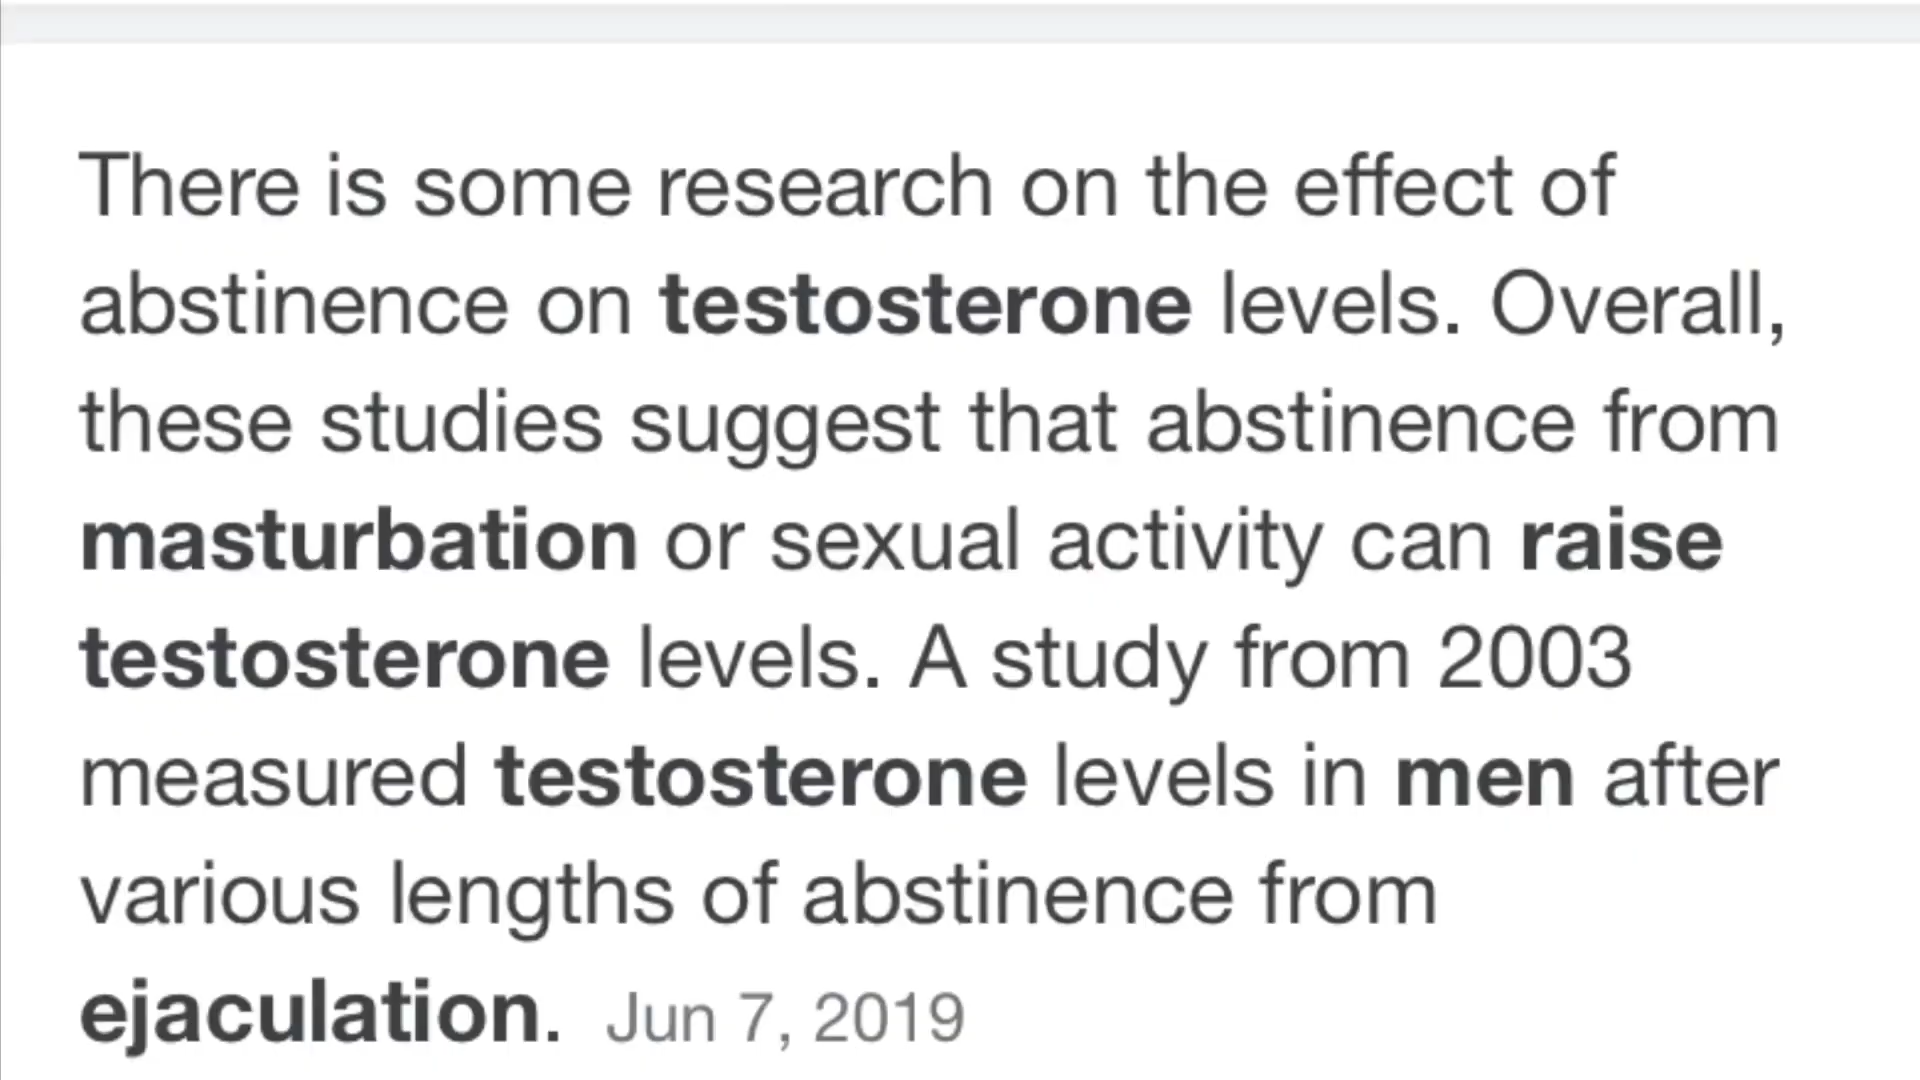 There is some research on the effect of
abstinence on testosterone levels. Overall,
these studies suggest that abstinence from
masturbation or sexual activity can raise
testosterone levels. A study from 2003
measured testosterone levels in men after
various lengths of abstinence from
ejaculation. Jun 7, 2019